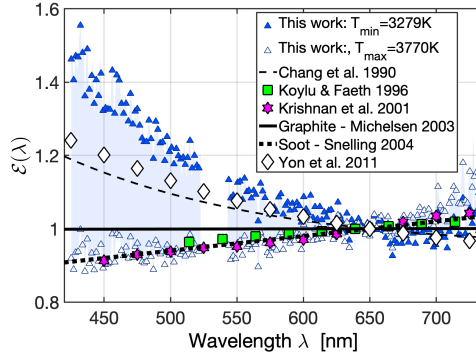 1.6
1.4
1.2
1
0.8
ℰ(λ)
This work: Tmin=3279K
This work:, Tmax=3770K
Chang et al. 1990
Koylu & Faeth 1996
Krishnan et al. 2001
Graphite - Michelsen 2003
Soot - Snelling 2004
Yon et al. 2011
450 500 550 600 650 700
Wavelength λ [nm]